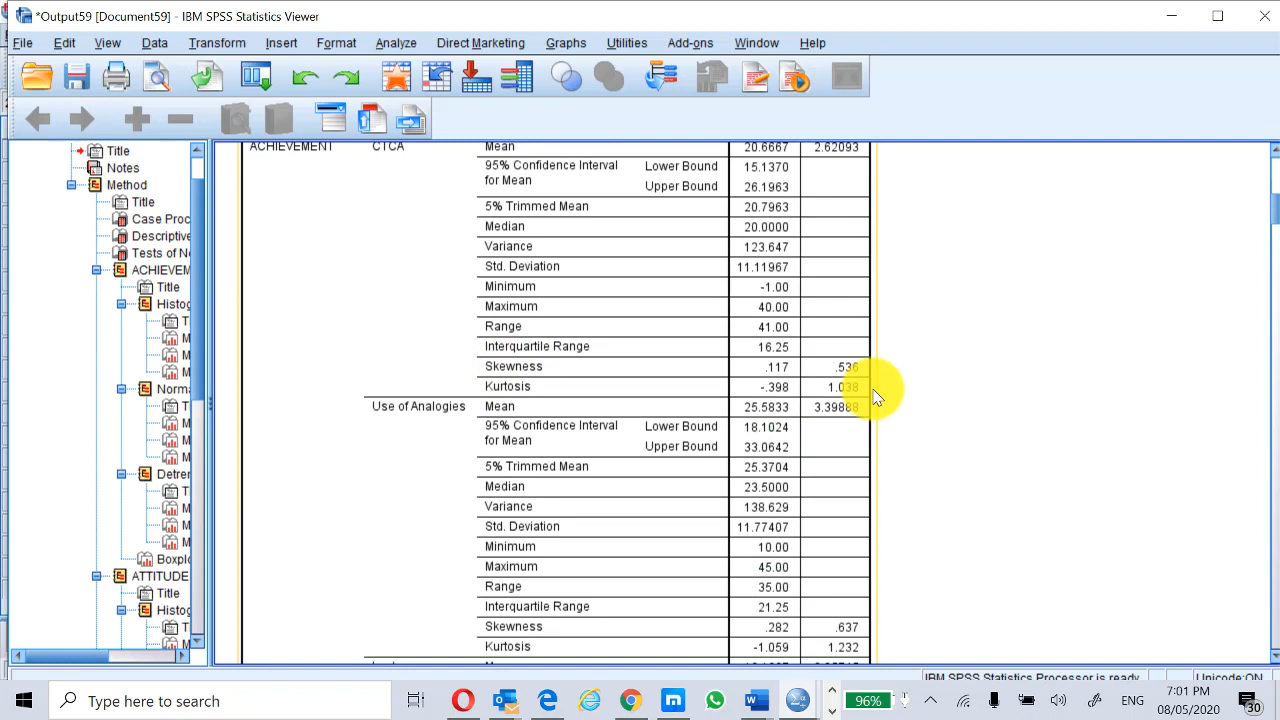 *Output59 [Document59] - IBM SPSS Statistics Viewer
File Edit View Data Transform Insert Format Analyze Direct Marketing Graphs Utilities Add-ons Window Help
Title
Notes
Method
Title
Case Proc
Descriptive
Tests of No
ACHIEVEM
Title
Histog
T
M
M
M
Norma
T
M
M
M
Detren
T
M
M
M
Boxplo
ATTITUDE
Title
Histog
T
M
ACHIEVEMENT CTCA Mean 20.6667 2.62093
95% Confidence Interval for Mean Lower Bound 15.1370
Upper Bound 26.1963
5% Trimmed Mean 20.7963
Median 20.0000
Variance 123.647
Std. Deviation 11.11967
Minimum -1.00
Maximum 40.00
Range 41.00
Interquartile Range 16.25
Skewness .117 .536
Kurtosis -.398 1.038
Use of Analogies Mean 25.5833 3.39888
95% Confidence Interval for Mean Lower Bound 18.1024
Upper Bound 33.0642
5% Trimmed Mean 25.3704
Median 23.5000
Variance 138.629
Std. Deviation 11.77407
Minimum 10.00
Maximum 45.00
Range 35.00
Interquartile Range 21.25
Skewness .282 .637
Kurtosis -1.059 1.232
IBM SPSS Statistics Processor is ready Unicode:ON
Type here to search
96%
ENG
7:01 PM
08/05/2020
30